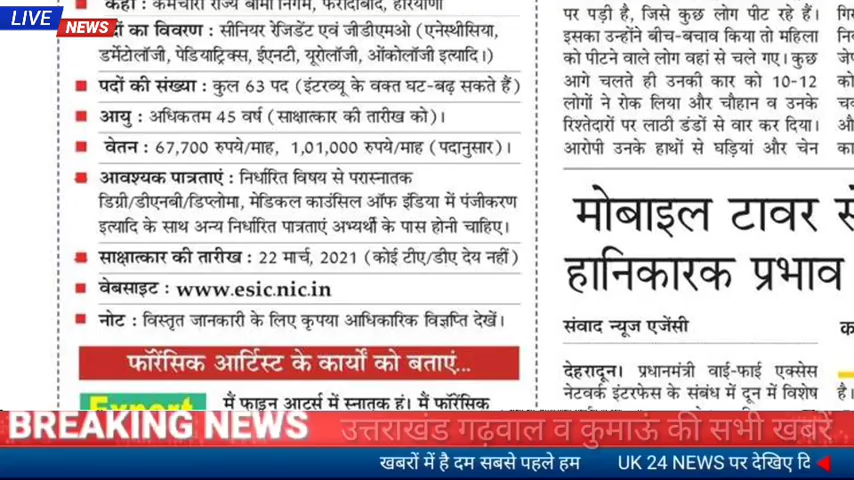 LIVE
NEWS
कहां : कर्मचारी राज्य बीमा निगम, फरीदाबाद, हरियाणा
पदों का विवरण : सीनियर रेजिडेंट एवं जीडीएमओ (एनेस्थीसिया,
डर्मेटोलॉजी, पेडियाट्रिक्स, ईएनटी, यूरोलॉजी, ऑंकोलॉजी इत्यादि।)
पदों की संख्या : कुल 63 पद (इंटरव्यू के वक्त घट-बढ़ सकते हैं)
आयु : अधिकतम 45 वर्ष (साक्षात्कार की तारीख को)।
वेतन : 67,700 रुपये/माह, 1,01,000 रुपये/माह (पदानुसार)।
आवश्यक पात्रताएं : निर्धारित विषय से परास्नातक
डिग्री/डीएनबी/डिप्लोमा, मेडिकल काउंसिल ऑफ इंडिया में पंजीकरण
इत्यादि के साथ अन्य निर्धारित पात्रताएं अभ्यर्थी के पास होनी चाहिए।
साक्षात्कार की तारीख : 22 मार्च, 2021 (कोई टीए/डीए देय नहीं)
वेबसाइट : www.esic.nic.in
नोट : विस्तृत जानकारी के लिए कृपया आधिकारिक विज्ञप्ति देखें।
फॉरेंसिक आर्टिस्ट के कार्यों को बताएं...
Expert
मैं फाइन आर्ट्स में स्नातक हूं। मैं फॉरेंसिक
पर पड़ी है, जिसे कुछ लोग पीट रहे हैं।
इसका उन्होंने बीच-बचाव किया तो महिला
को पीटने वाले लोग वहां से चले गए। कुछ
आगे चलते ही उनकी कार को 10-12
लोगों ने रोक लिया और चौहान व उनके
रिश्तेदारों पर लाठी डंडों से वार कर दिया।
आरोपी उनके हाथों से घड़ियां और चेन
मोबाइल टावर से
हानिकारक प्रभाव
संवाद न्यूज एजेंसी
देहरादून। प्रधानमंत्री वाई-फाई एक्सेस
नेटवर्क इंटरफेस के संबंध में दून में विशेष
BREAKING NEWS
उत्तराखंड गढ़वाल व कुमाऊं की सभी खबरें
खबरों में है दम सबसे पहले हम
UK 24 NEWS पर देखिए दि